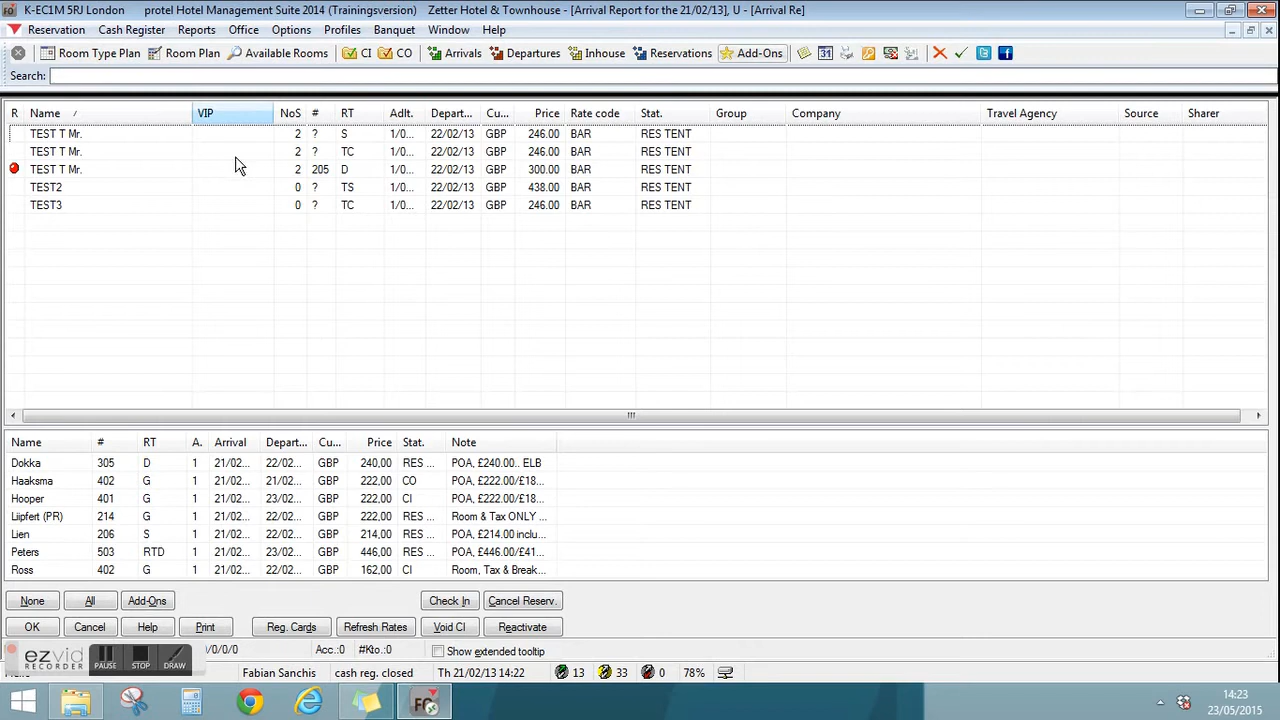 K-EC1M 5RJ London protel Hotel Management Suite 2014 (Trainingsversion) Zetter Hotel & Townhouse - [Arrival Report for the 21/02/13], U - [Arrival Re]
Reservation Cash Register Reports Office Options Profiles Banquet Window Help
Room Type Plan Room Plan Available Rooms CI CO Arrivals Departures Inhouse Reservations Add-Ons
Search:
R Name VIP NoS # RT Adlt. Depart... Cu... Price Rate code Stat. Group Company Travel Agency Source Sharer
TEST T Mr. 2 ? S 1/0... 22/02/13 GBP 246.00 BAR RES TENT
TEST T Mr. 2 ? TC 1/0... 22/02/13 GBP 246.00 BAR RES TENT
TEST T Mr. 2 205 D 1/0... 22/02/13 GBP 300.00 BAR RES TENT
TEST2 0 ? TS 1/0... 22/02/13 GBP 438.00 BAR RES TENT
TEST3 0 ? TC 1/0... 22/02/13 GBP 246.00 BAR RES TENT
Name # RT A. Arrival Depart... Cu... Price Stat. Note
Dokka 305 D 1 21/02... 22/02... GBP 240,00 RES ... POA, £240.00.. ELB
Haaksma 402 G 1 21/02... 21/02... GBP 222,00 CO POA, £222.00/£18...
Hooper 401 G 1 21/02... 23/02... GBP 222,00 CI POA, £222.00/£18...
Liipfert (PR) 214 G 1 21/02... 22/02... GBP 222,00 RES ... Room & Tax ONLY ...
Lien 206 S 1 21/02... 22/02... GBP 214,00 RES ... POA, £214.00 inclu...
Peters 503 RTD 1 21/02... 23/02... GBP 446,00 RES ... POA, £446.00/£41...
Ross 402 G 1 21/02... 22/02... GBP 162,00 CI Room, Tax & Break...
None All Add-Ons Check In Cancel Reserv.
OK Cancel Help Print Reg. Cards Refresh Rates Void CI Reactivate
ezvid RECORDER PAUSE STOP DRAW 0/0/0/0 Acc.:0 #Kto.:0 Show extended tooltip
Fabian Sanchis cash reg. closed Th 21/02/13 14:22 13 33 0 78%
14:23
23/05/2015